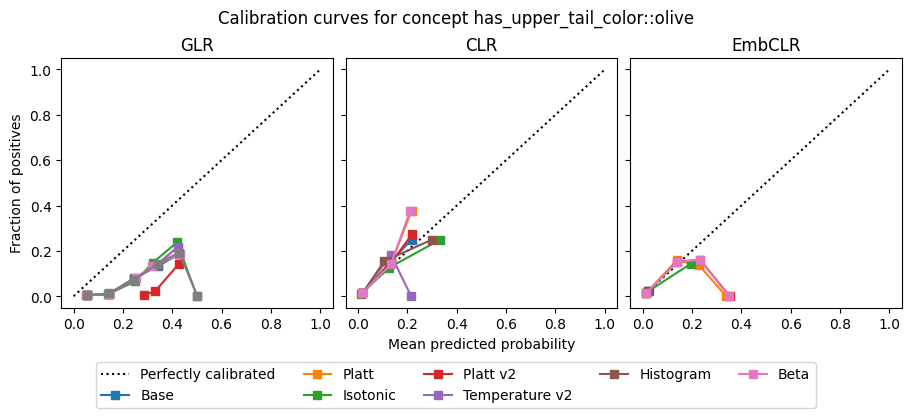 Calibration curves for concept has_upper_tail_color::olive
GLR
CLR
EmbCLR
Fraction of positives
1.0
0.8
0.6
0.4
0.2
0.0
0.0 0.2 0.4 0.6 0.8 1.0
0.0 0.2 0.4 0.6 0.8 1.0
0.0 0.2 0.4 0.6 0.8 1.0
Mean predicted probability
Perfectly calibrated
Base
Platt
Isotonic
Platt v2
Temperature v2
Histogram
Beta